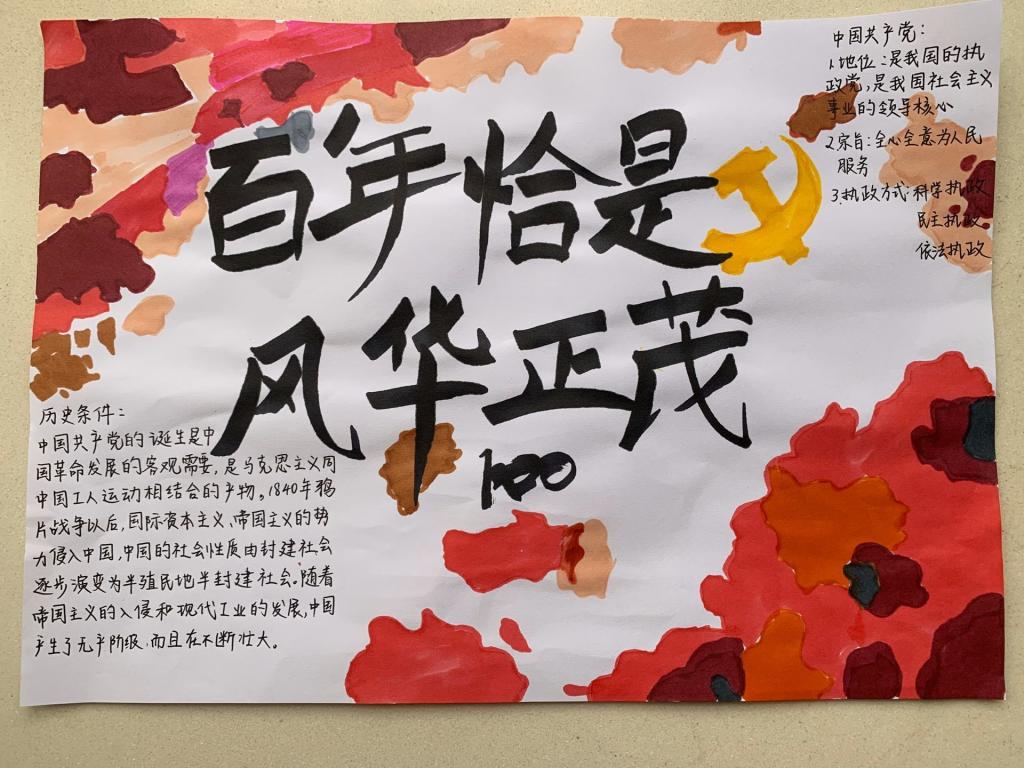 百年恰是
风华正茂
100
中国共产党:
1.地位:是我国的执
政党,是我国社会主义
事业的领导核心
2.宗旨:全心全意为人民
服务
3.执政方式:科学执政
民主执政
依法执政
历史条件:
中国共产党的诞生是中
国革命发展的客观需要,是马克思主义同
中国工人运动相结合的产物。1840年鸦
片战争以后,国际资本主义、帝国主义的势
力侵入中国,中国的社会性质由封建社会
逐步演变为半殖民地半封建社会。随着
帝国主义的入侵和现代工业的发展,中国
产生了无产阶级,而且在不断壮大。